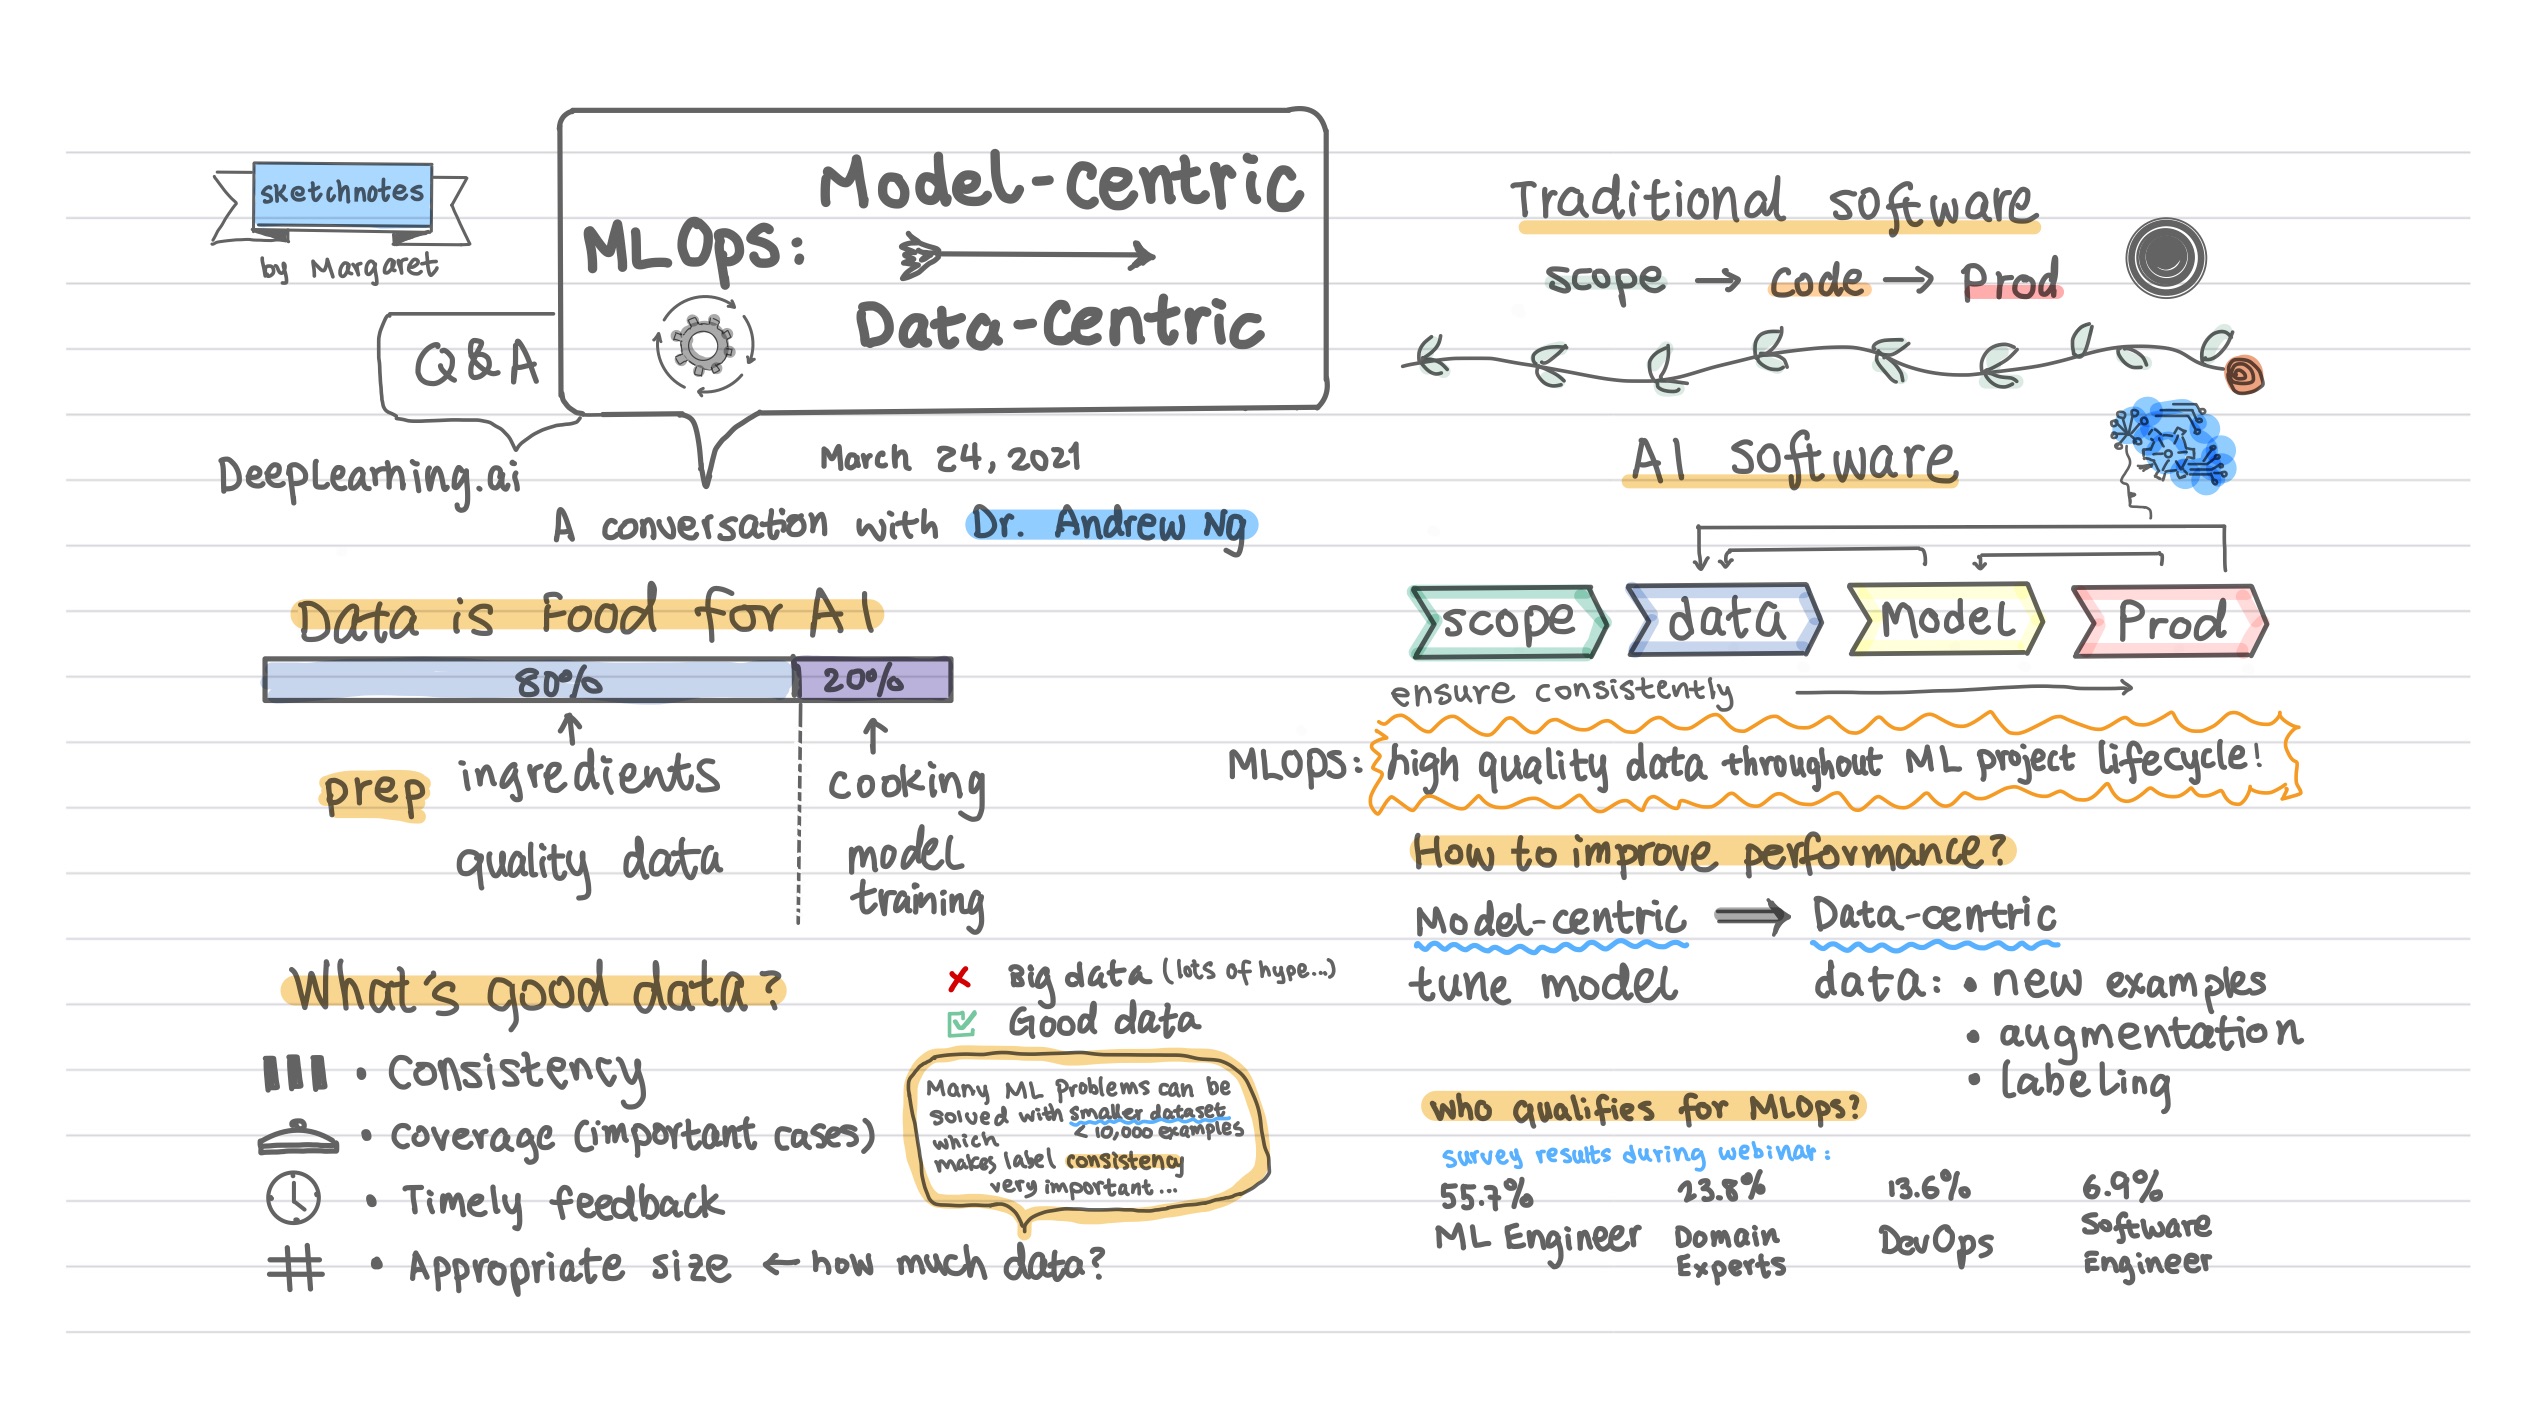 sketchnotes
by Margaret
Q&A
DeepLearning.ai
MLOps:
Model-centric
Data-centric
March 24, 2021
A conversation with Dr. Andrew Ng
Data is Food for AI
80% 20%
prep ingredients
quality data
cooking
model
training
What's good data?
• Consistency
• Coverage (important cases)
• Timely feedback
# • Appropriate size ← how much data?
x Big data (lots of hype...)
Good data
Many ML Problems can be
solved with smaller dataset
< 10,000 examples
which
makes label consistency
very important...
Traditional software
scope → code → Prod
AI software
scope data Model Prod
ensure consistently
MLOPS: high quality data throughout ML project lifecycle!
How to improve performance?
Model-centric ⇒ Data-centric
tune model
data: • new examples
• augmentation
• labeling
who qualifies for MLOps?
survey results during webinar:
55.7% 23.8% 13.6% 6.9%
ML Engineer
Domain
Experts
DevOps
Software
Engineer